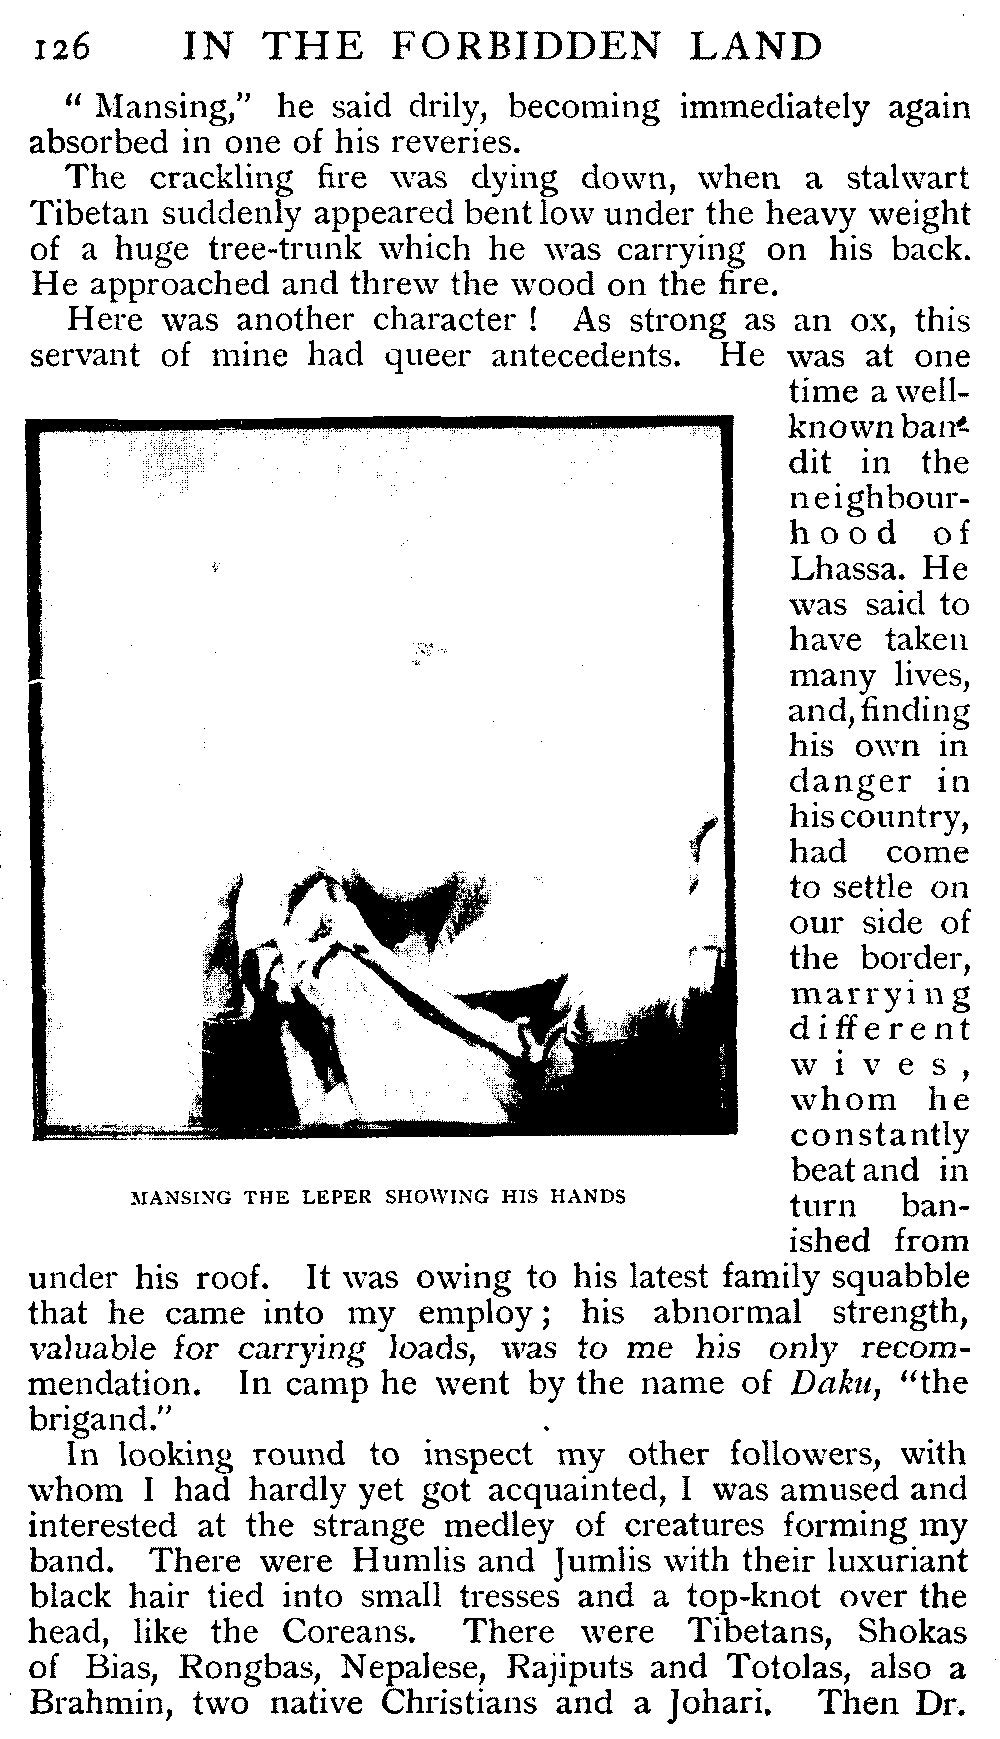 126 IN THE FORBIDDEN LAND
“ Mansing,” he said drily, becoming immediately again
absorbed in one of his reveries.
The crackling fire was dying down, when a stalwart
Tibetan suddenly appeared bent low under the heavy weight
of a huge tree-trunk which he was carrying on his back.
He approached and threw the wood on the fire.
Here was another character ! As strong as an ox, this
servant of mine had queer antecedents. He was at one
time a well-
known ban-
dit in the
neighbour-
hood of
Lhassa. He
was said to
have taken
many lives,
and, finding
his own in
danger in
his country,
had come
to settle on
our side of
the border,
marrying
different
wives,
whom he
constantly
beat and in
turn ban-
ished from
MANSING THE LEPER SHOWING HIS HANDS
under his roof. It was owing to his latest family squabble
that he came into my employ ; his abnormal strength,
valuable for carrying loads, was to me his only recom-
mendation. In camp he went by the name of Daku, “the
brigand.”
In looking round to inspect my other followers, with
whom I had hardly yet got acquainted, I was amused and
interested at the strange medley of creatures forming my
band. There were Humlis and Jumlis with their luxuriant
black hair tied into small tresses and a top-knot over the
head, like the Coreans. There were Tibetans, Shokas
of Bias, Rongbas, Nepalese, Rajiputs and Totolas, also a
Brahmin, two native Christians and a Johari. Then Dr.